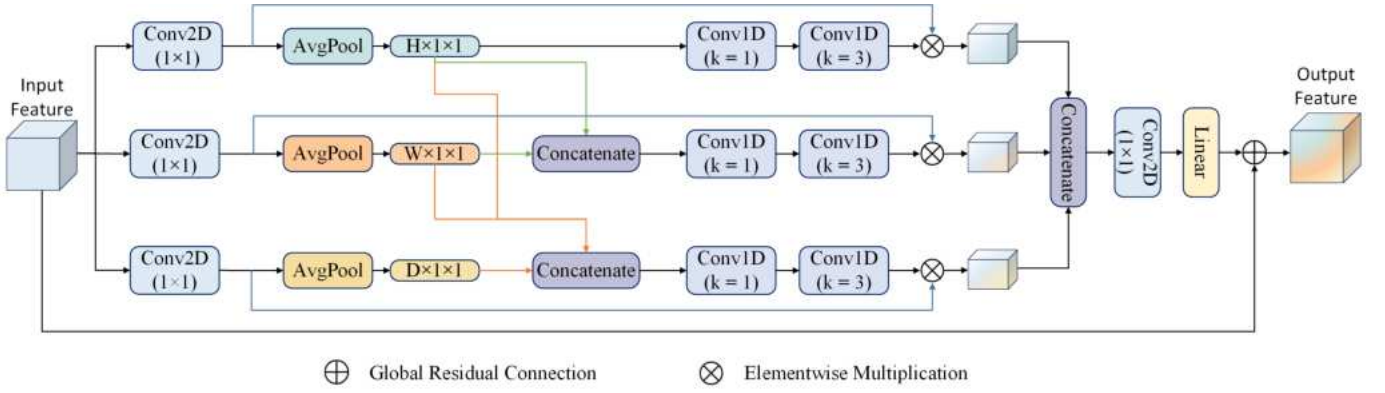 Input
Feature
Conv2D
(1×1)
AvgPool
H×1×1
Conv1D
(k = 1)
Conv1D
(k = 3)
Conv2D
(1×1)
AvgPool
W×1×1
Concatenate
Conv1D
(k = 1)
Conv1D
(k = 3)
Conv2D
(1×1)
AvgPool
D×1×1
Concatenate
Conv1D
(k = 1)
Conv1D
(k = 3)
Concatenate
Conv2D
(1×1)
Linear
Output
Feature
Global Residual Connection
Elementwise Multiplication